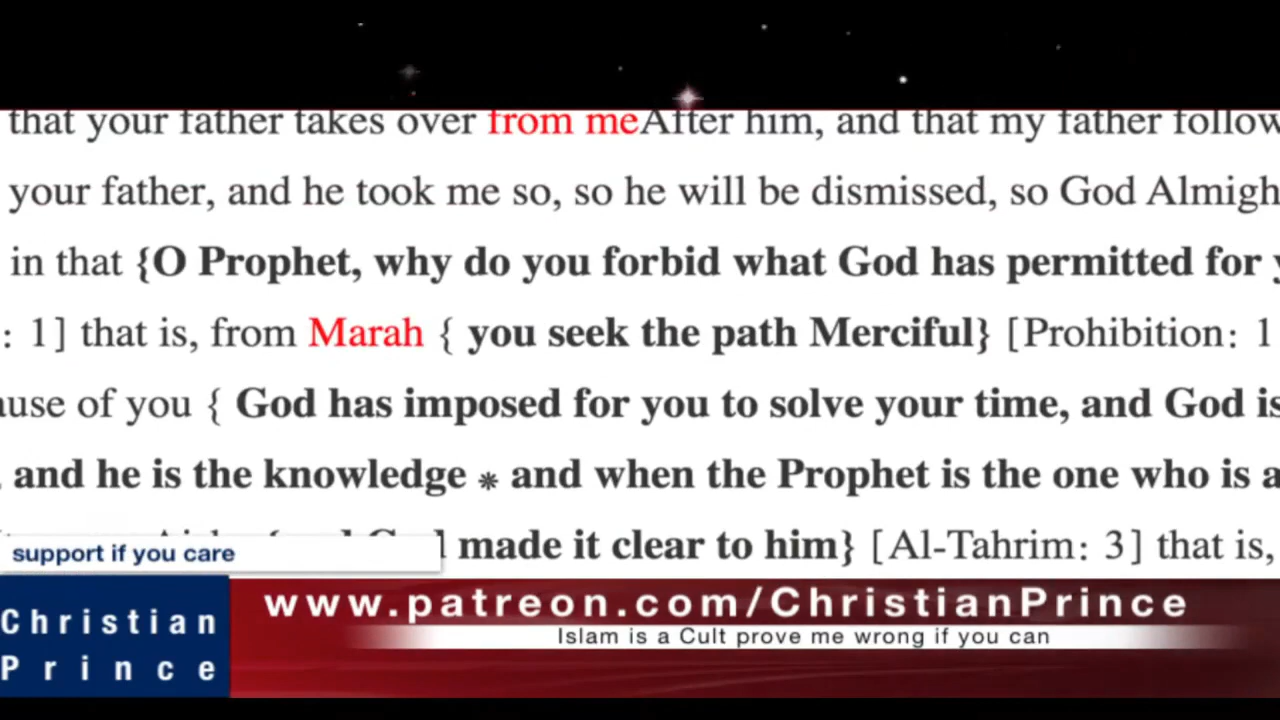 that your father takes over from meAfter him, and that my father follow
your father, and he took me so, so he will be dismissed, so God Almigh
in that {O Prophet, why do you forbid what God has permitted for y
: 1] that is, from Marah { you seek the path Merciful} [Prohibition: 1
ause of you { God has imposed for you to solve your time, and God is
, and he is the knowledge * and when the Prophet is the one who is a
made it clear to him} [Al-Tahrim: 3] that is,
support if you care
Christian
Prince
www.patreon.com/ChristianPrince
Islam is a Cult prove me wrong if you can